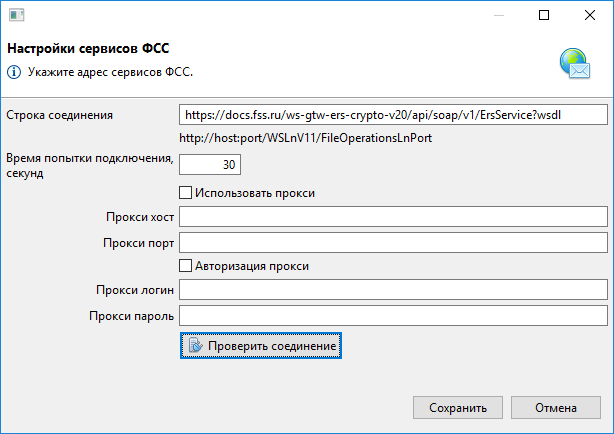 Настройки сервисов ФСС
Укажите адрес сервисов ФСС.
Строка соединения
https://docs.fss.ru/ws-gtw-ers-crypto-v20/api/soap/v1/ErsService?wsdl
http://host:port/WSLnV11/FileOperationsLnPort
Время попытки подключения,
секунд
30
Использовать прокси
Прокси хост
Прокси порт
Авторизация прокси
Прокси логин
Прокси пароль
Проверить соединение
Сохранить
Отмена